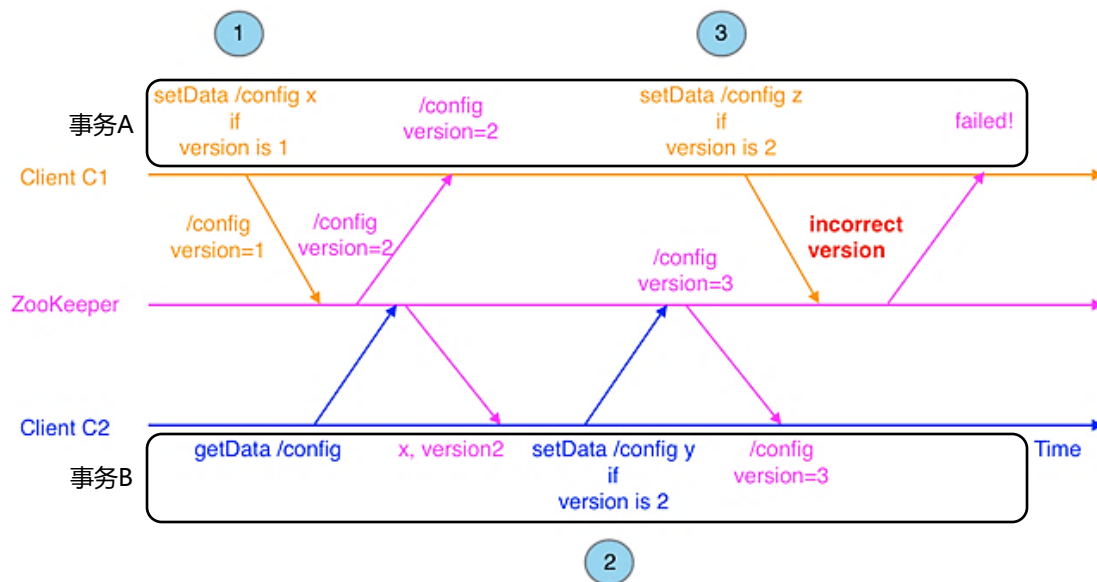 1
3
事务A
setData /config x
if
version is 1
/config
version=2
setData /config z
if
version is 2
failed!
Client C1
/config
version=1
/config
version=2
incorrect
version
/config
version=3
ZooKeeper
Client C2
Time
事务B
getData /config
x, version2
setData /config y
if
version is 2
/config
version=3
2